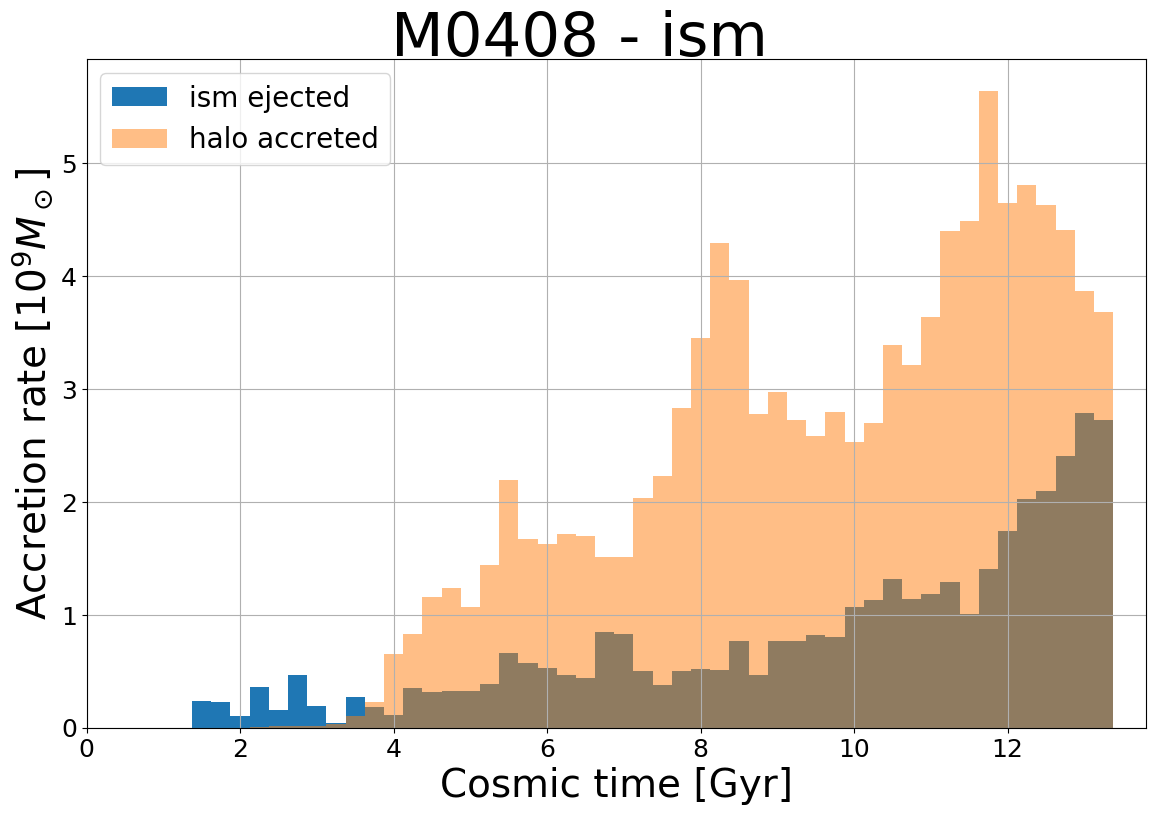 M0408 - ism
ism ejected
halo accreted
Accretion rate [10⁹M⊙]
5
4
3
2
1
0
0 2 4 6 8 10 12
Cosmic time [Gyr]